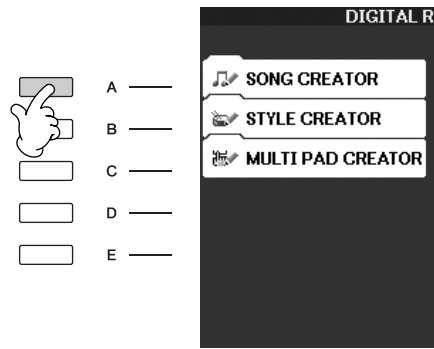 DIGITAL R
A
SONG CREATOR
B
STYLE CREATOR
C
MULTI PAD CREATOR
D
E